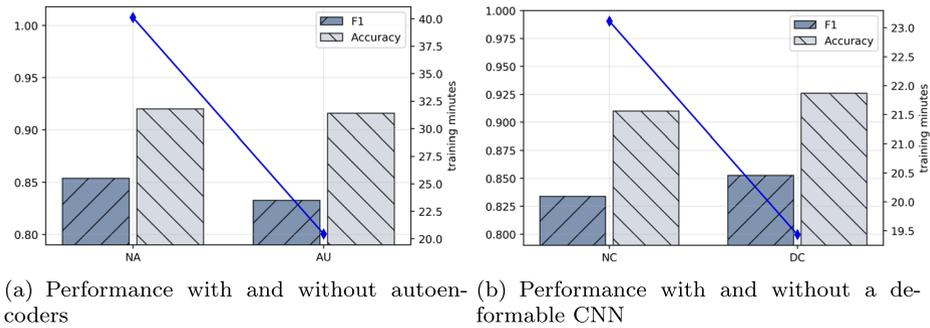 1.00
0.95
0.90
0.85
0.80
F1
Accuracy
40.0
37.5
35.0
32.5
30.0
27.5
25.0
22.5
20.0
training minutes
NA
AU
1.000
0.975
0.950
0.925
0.900
0.875
0.850
0.825
0.800
F1
Accuracy
23.0
22.5
22.0
21.5
21.0
20.5
20.0
19.5
training minutes
NC
DC
(a) Performance with and without autoen-
coders
(b) Performance with and without a de-
formable CNN